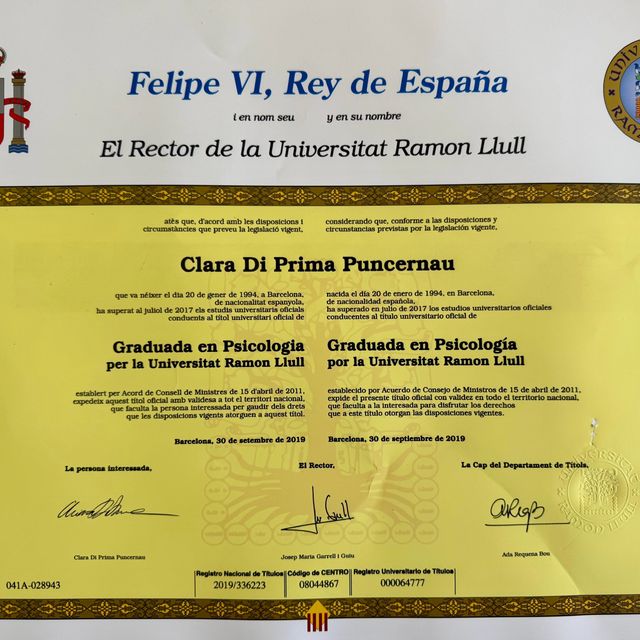 Felipe VI, Rey de España
i en nom seu y en su nombre
El Rector de la Universitat Ramon Llull
atès que, d'acord amb les disposicions i
circumstàncies que preveu la legislació vigent,
considerando que, conforme a las disposiciones y
circunstancias previstas por la legislación vigente,
Clara Di Prima Puncernau
que va néixer el dia 20 de gener de 1994, a Barcelona,
de nacionalitat espanyola,
ha superat al juliol de 2017 els estudis universitaris oficials
conduents al títol universitari oficial de
nacida el día 20 de enero de 1994, en Barcelona,
de nacionalidad española,
ha superado en julio de 2017 los estudios universitarios oficiales
conducentes al título universitario oficial de
Graduada en Psicologia
per la Universitat Ramon Llull
Graduada en Psicología
por la Universitat Ramon Llull
establert per Acord de Consell de Ministres de 15 d'abril de 2011,
expedeix aquest títol oficial amb validesa a tot el territori nacional,
que faculta la persona interessada per gaudir dels drets
que les disposicions vigents atorguen a aquest títol.
establecido por Acuerdo de Consejo de Ministros de 15 de abril de 2011,
expide el presente título oficial con validez en todo el territorio nacional,
que faculta a la interesada para disfrutar los derechos
que a este título otorgan las disposiciones vigentes.
Barcelona, 30 de setembre de 2019
Barcelona, 30 de septiembre de 2019
La persona interessada,
El Rector,
La Cap del Departament de Títols,
Clara Di Prima Puncernau
Josep Maria Garrell i Guiu
Ada Requena Bou
041A-028943
Registro Nacional de Títulos
2019/336223
Código de CENTRO
08044867
Registro Universitario de Títulos
000064777